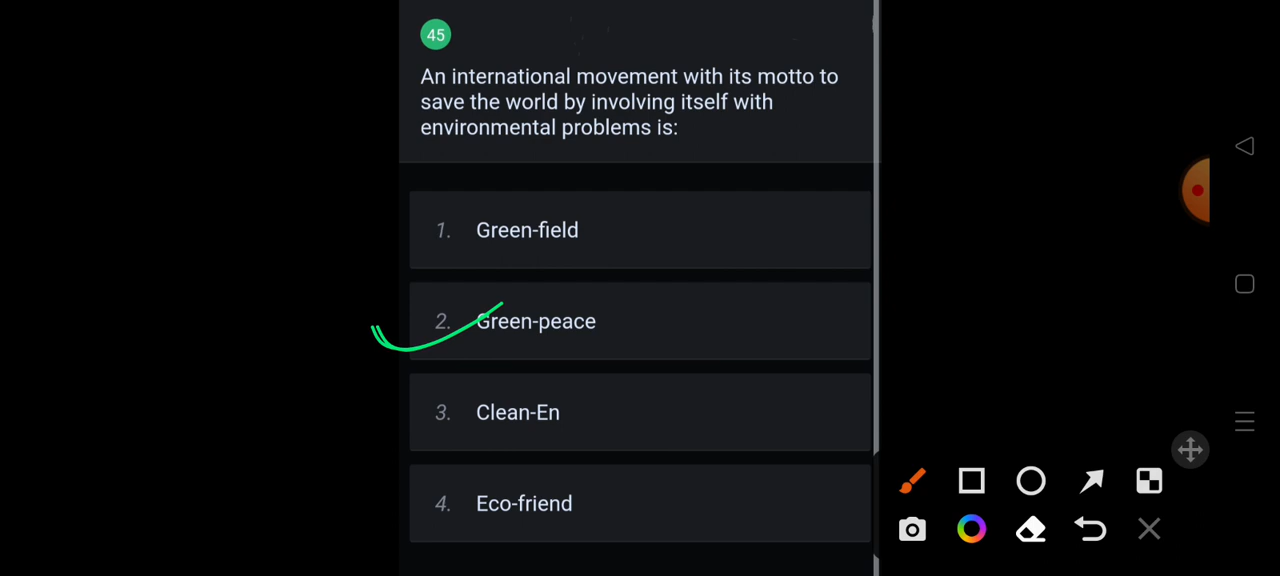 45
An international movement with its motto to
save the world by involving itself with
environmental problems is:
1. Green-field
2. Green-peace
3. Clean-En
4. Eco-friend